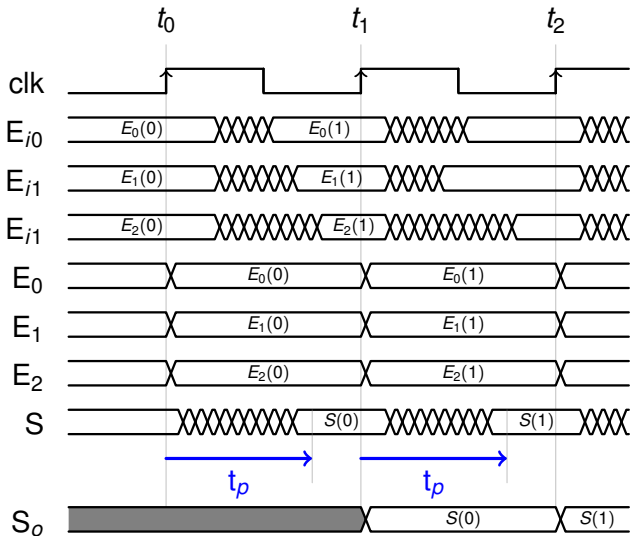 t0 t1 t2
clk
Ei0 E0(0) E0(1)
Ei1 E1(0) E1(1)
Ei1 E2(0) E2(1)
E0 E0(0) E0(1)
E1 E1(0) E1(1)
E2 E2(0) E2(1)
S S(0) S(1)
tp tp
So S(0) S(1)